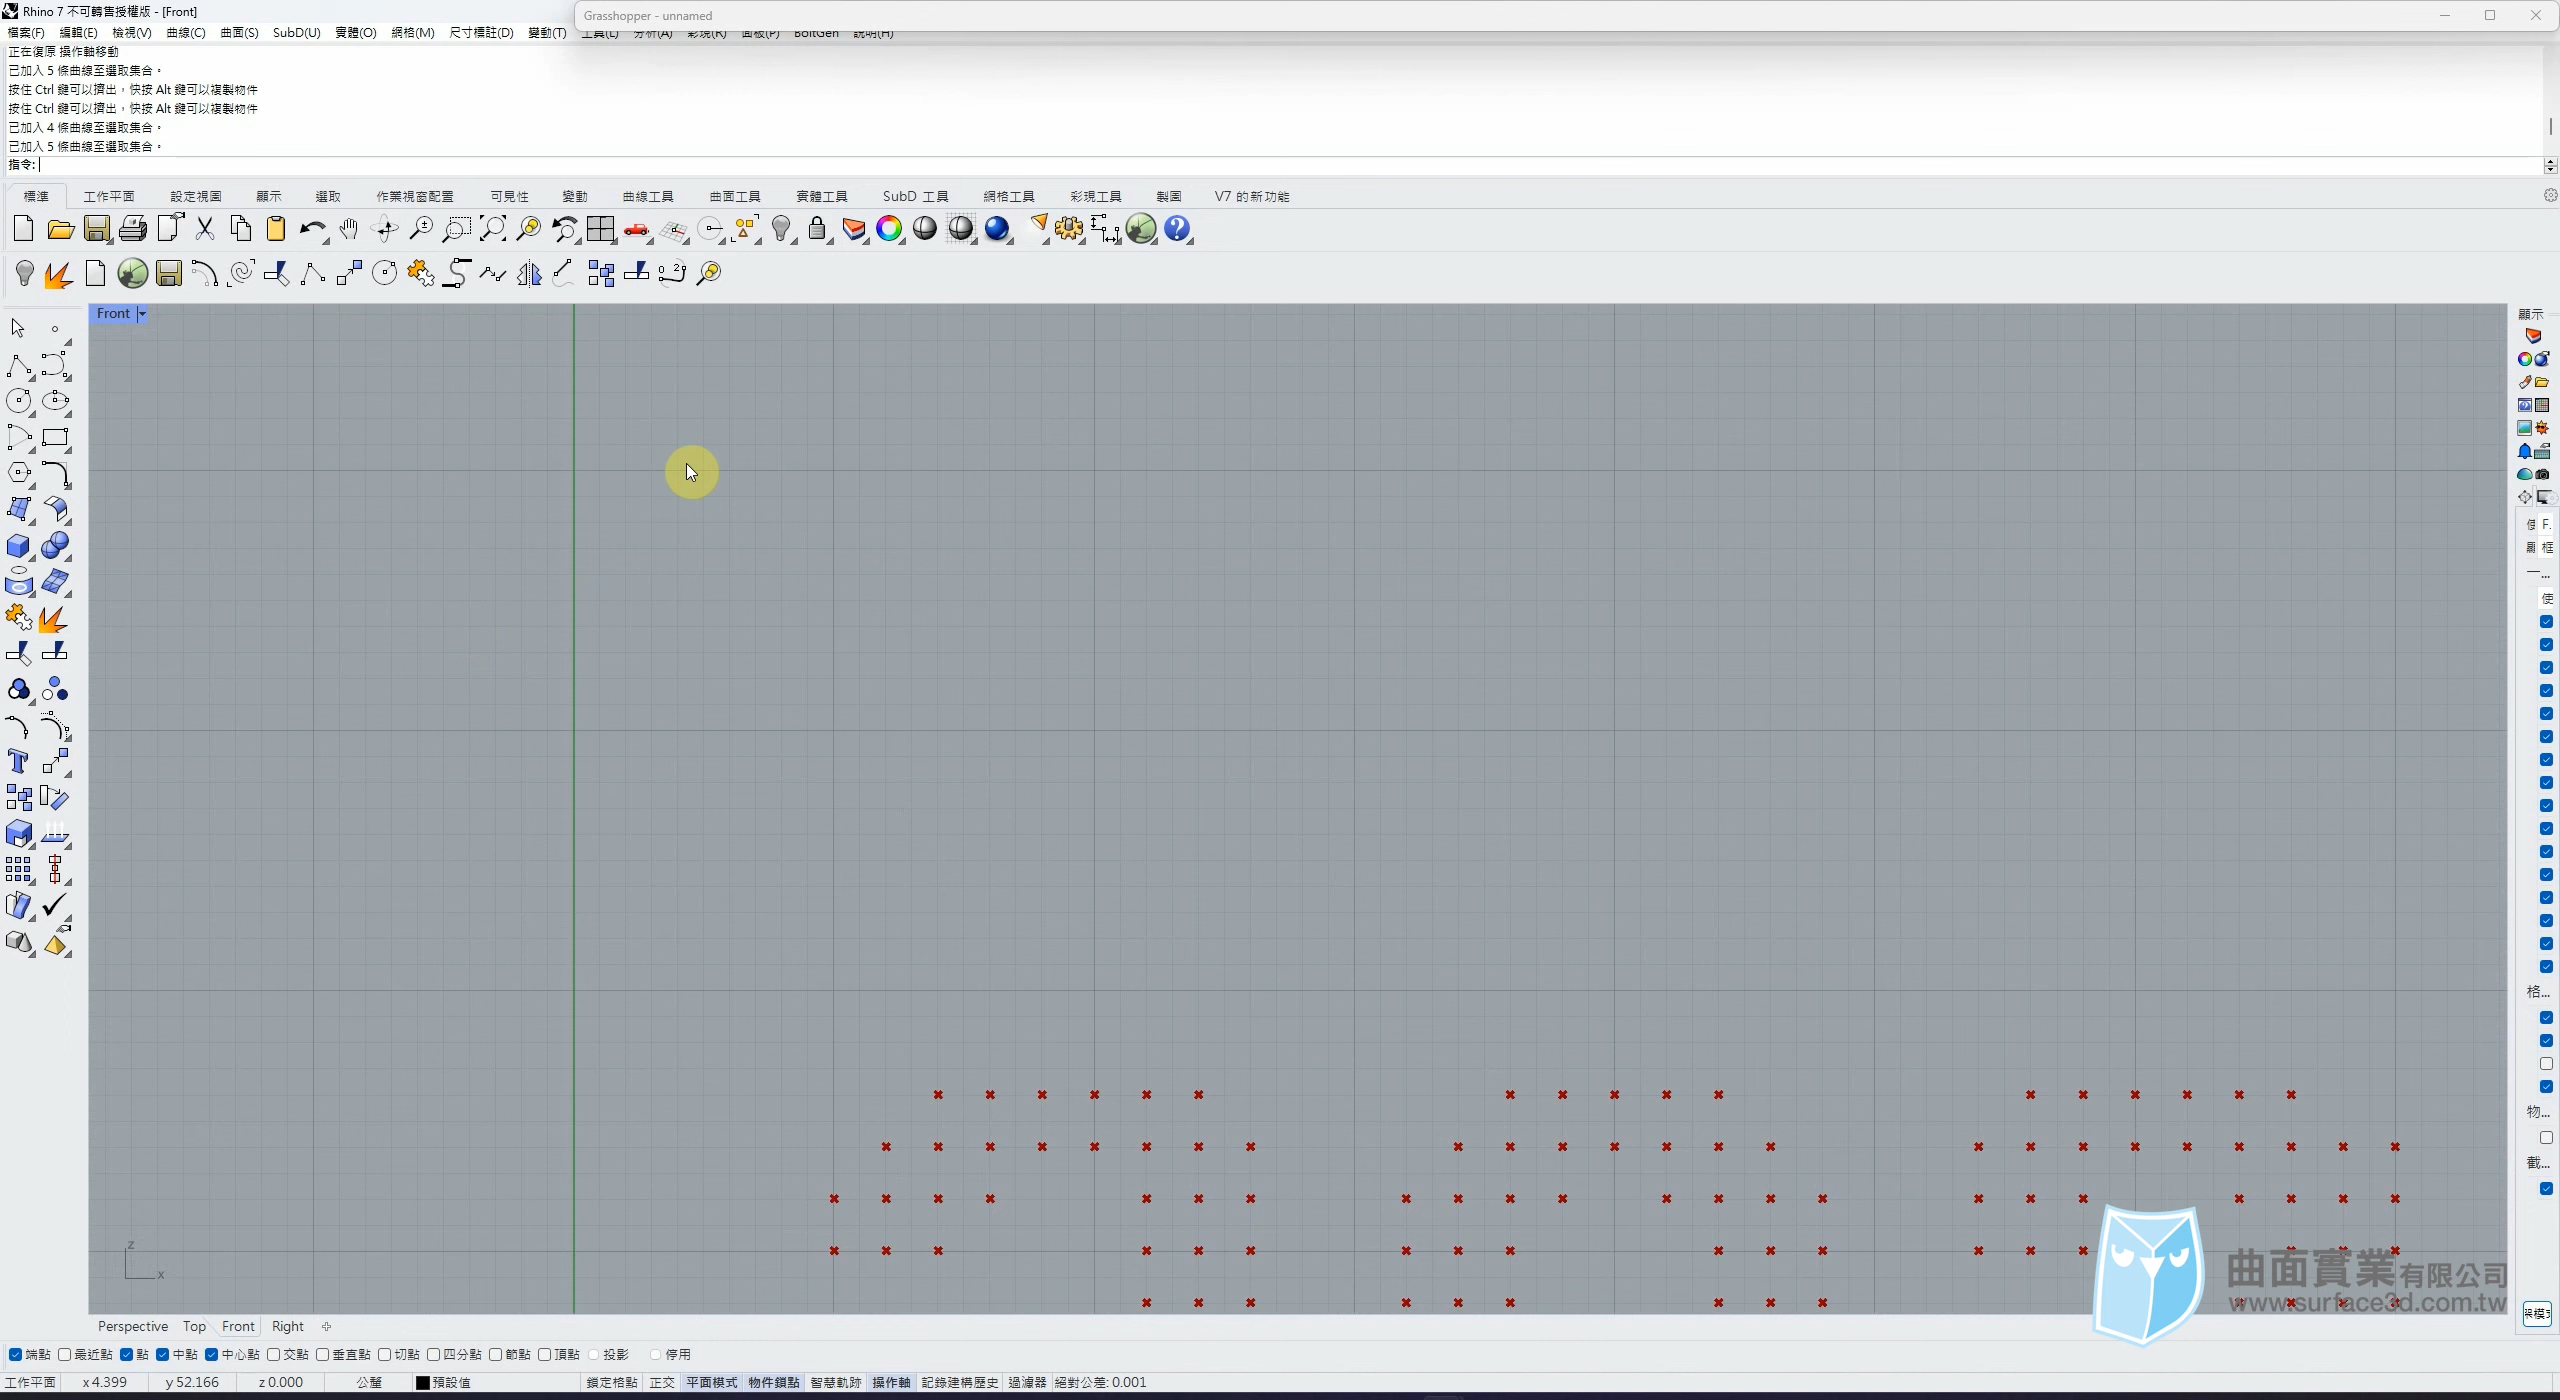 Rhino 7 不可轉售授權版 - [Front]
Grasshopper - unnamed
檔案(F) 編輯(E) 檢視(V) 曲線(C) 曲面(S) SubD(U) 實體(O) 網格(M) 尺寸標註(D) 變動(T) 工具(L) 分析(A) 彩現(R) 面板(P) BoltGen 說明(H)
正在復原 操作軸移動
已加入 5 條曲線至選取集合。
按住 Ctrl 鍵可以擠出，快按 Alt 鍵可以複製物件
按住 Ctrl 鍵可以擠出，快按 Alt 鍵可以複製物件
已加入 4 條曲線至選取集合。
已加入 5 條曲線至選取集合。
指令:
標準 工作平面 設定視圖 顯示 選取 作業視窗配置 可見性 變動 曲線工具 曲面工具 實體工具 SubD 工具 網格工具 彩現工具 製圖 V7 的新功能
Front
顯示
F.
框
一...
使
格...
物...
截...
z
x
曲面實業有限公司
www.surface3d.com.tw
Perspective Top Front Right
端點 最近點 點 中點 中心點 交點 垂直點 切點 四分點 節點 頂點 投影 停用
工作平面 x 4.399 y 52.166 z 0.000 公釐 預設值 鎖定格點 正交 平面模式 物件鎖點 智慧軌跡 操作軸 記錄建構歷史 過濾器 絕對公差: 0.001